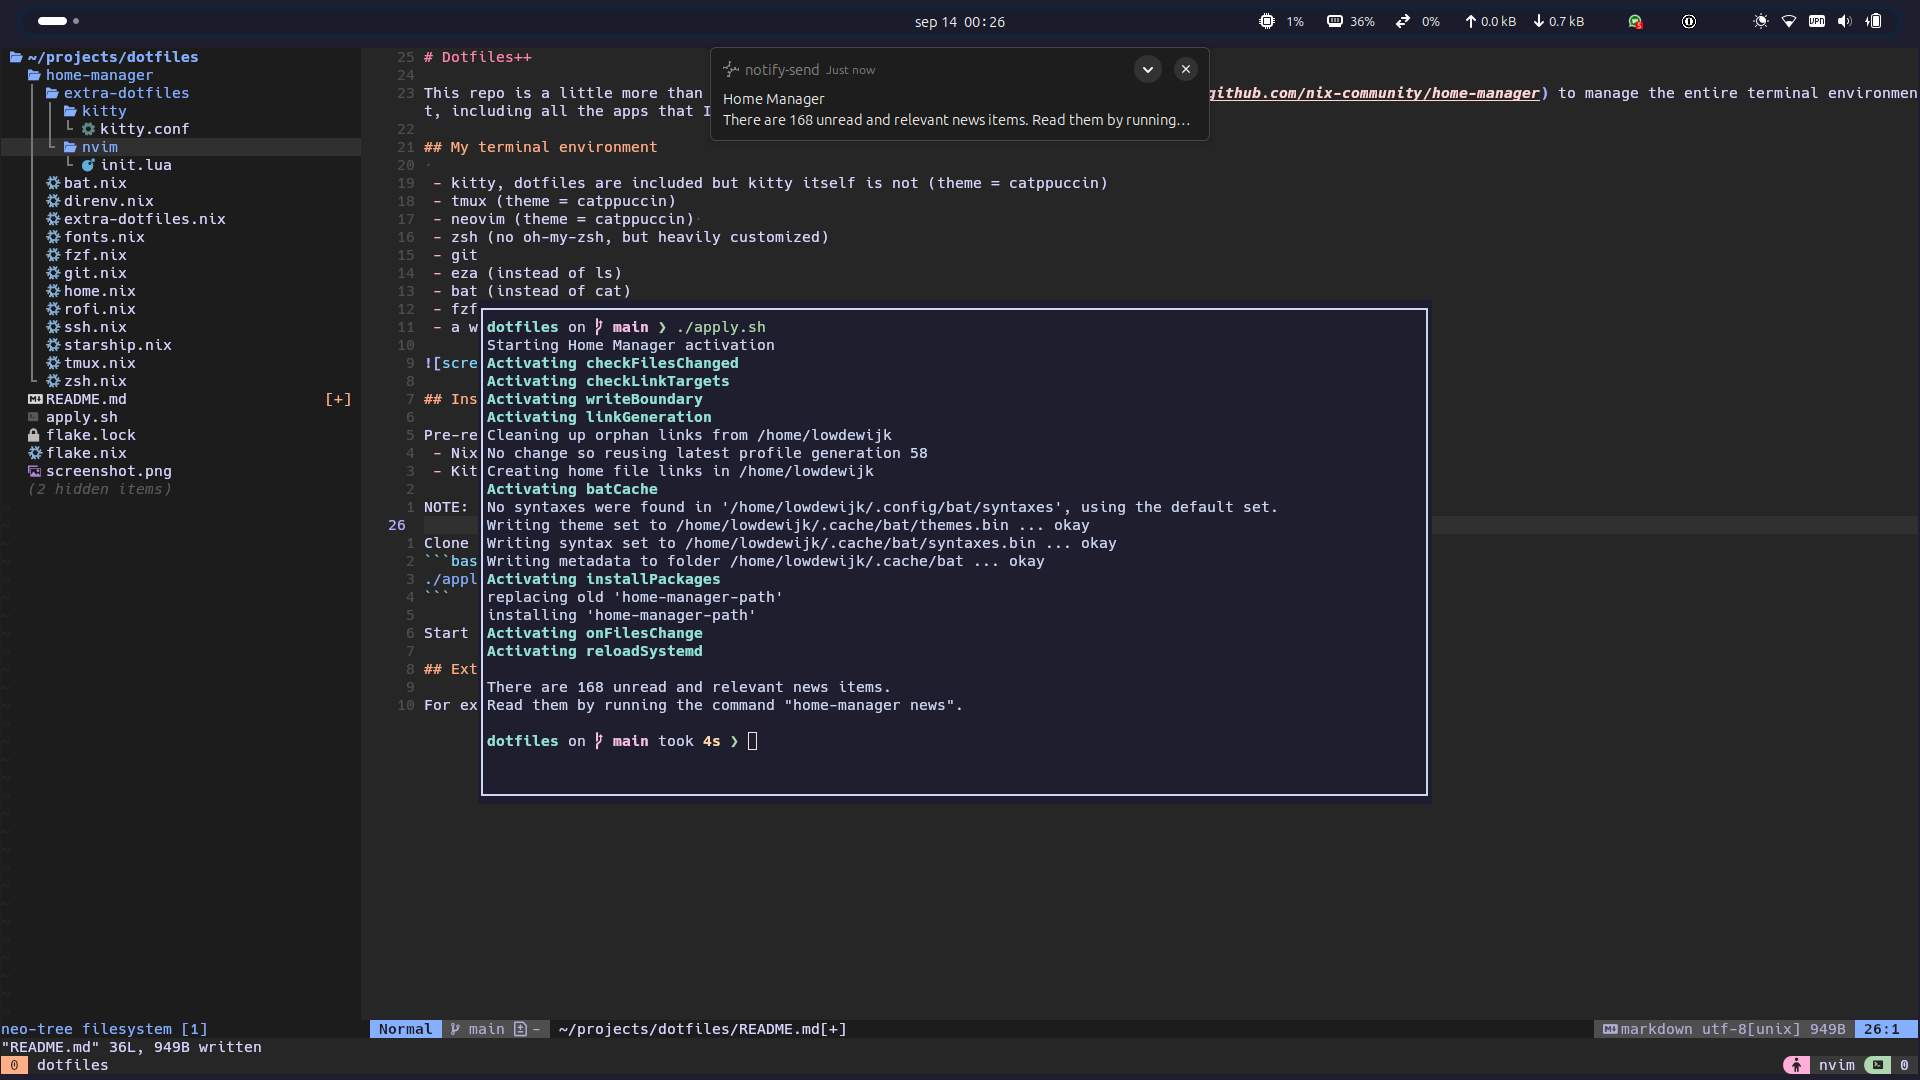 sep 14 00:26
1%
36%
0%
0.0 kB
0.7 kB
VPN
~/projects/dotfiles
home-manager
extra-dotfiles
kitty
kitty.conf
nvim
init.lua
bat.nix
direnv.nix
extra-dotfiles.nix
fonts.nix
fzf.nix
git.nix
home.nix
rofi.nix
ssh.nix
starship.nix
tmux.nix
zsh.nix
README.md [+]
apply.sh
flake.lock
flake.nix
screenshot.png
(2 hidden items)
neo-tree filesystem [1]
25 # Dotfiles++
24
23 This repo is a little more than github.com/nix-community/home-manager) to manage the entire terminal environmen
t, including all the apps that I
22
21 ## My terminal environment
20
19 - kitty, dotfiles are included but kitty itself is not (theme = catppuccin)
18 - tmux (theme = catppuccin)
17 - neovim (theme = catppuccin)
16 - zsh (no oh-my-zsh, but heavily customized)
15 - git
14 - eza (instead of ls)
13 - bat (instead of cat)
12 - fzf
11 - a w
10
9 ![scre
8
7 ## Ins
6
5 Pre-re
4 - Nix
3 - Kit
2
1 NOTE:
26
1 Clone
2 ```bas
3 ./appl
4 ```
5
6 Start
7
8 ## Ext
9
10 For ex
notify-send Just now
Home Manager
There are 168 unread and relevant news items. Read them by running…
dotfiles on main ❯ ./apply.sh
Starting Home Manager activation
Activating checkFilesChanged
Activating checkLinkTargets
Activating writeBoundary
Activating linkGeneration
Cleaning up orphan links from /home/lowdewijk
No change so reusing latest profile generation 58
Creating home file links in /home/lowdewijk
Activating batCache
No syntaxes were found in '/home/lowdewijk/.config/bat/syntaxes', using the default set.
Writing theme set to /home/lowdewijk/.cache/bat/themes.bin ... okay
Writing syntax set to /home/lowdewijk/.cache/bat/syntaxes.bin ... okay
Writing metadata to folder /home/lowdewijk/.cache/bat ... okay
Activating installPackages
replacing old 'home-manager-path'
installing 'home-manager-path'
Activating onFilesChange
Activating reloadSystemd
There are 168 unread and relevant news items.
Read them by running the command "home-manager news".
dotfiles on main took 4s ❯
Normal main - ~/projects/dotfiles/README.md[+] markdown utf-8[unix] 949B 26:1
"README.md" 36L, 949B written
0 dotfiles nvim 0